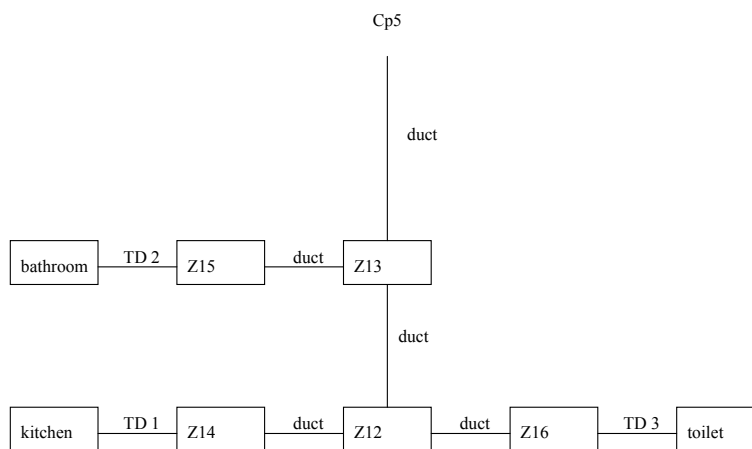 Cp5
duct
bathroom TD 2 Z15 duct Z13
duct
kitchen TD 1 Z14 duct Z12 duct Z16 TD 3 toilet